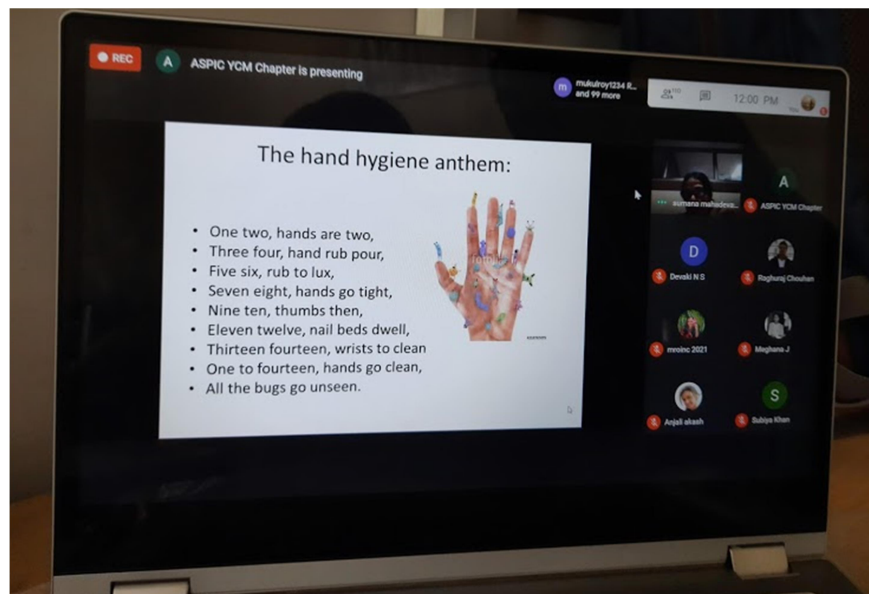 REC
A
ASPIC YCM Chapter is presenting
m
mukulroy1234 R...
and 99 more
12:00 PM
You
The hand hygiene anthem:
• One two, hands are two,
• Three four, hand rub pour,
• Five six, rub to lux,
• Seven eight, hands go tight,
• Nine ten, thumbs then,
• Eleven twelve, nail beds dwell,
• Thirteen fourteen, wrists to clean
• One to fourteen, hands go clean,
• All the bugs go unseen.
sumana mahadeva...
A
ASPIC YCM Chapter
D
Devaki N S
Raghuraj Chouhan
mroinc 2021
Meghana J
Anjali akash
S
Subiya Khan